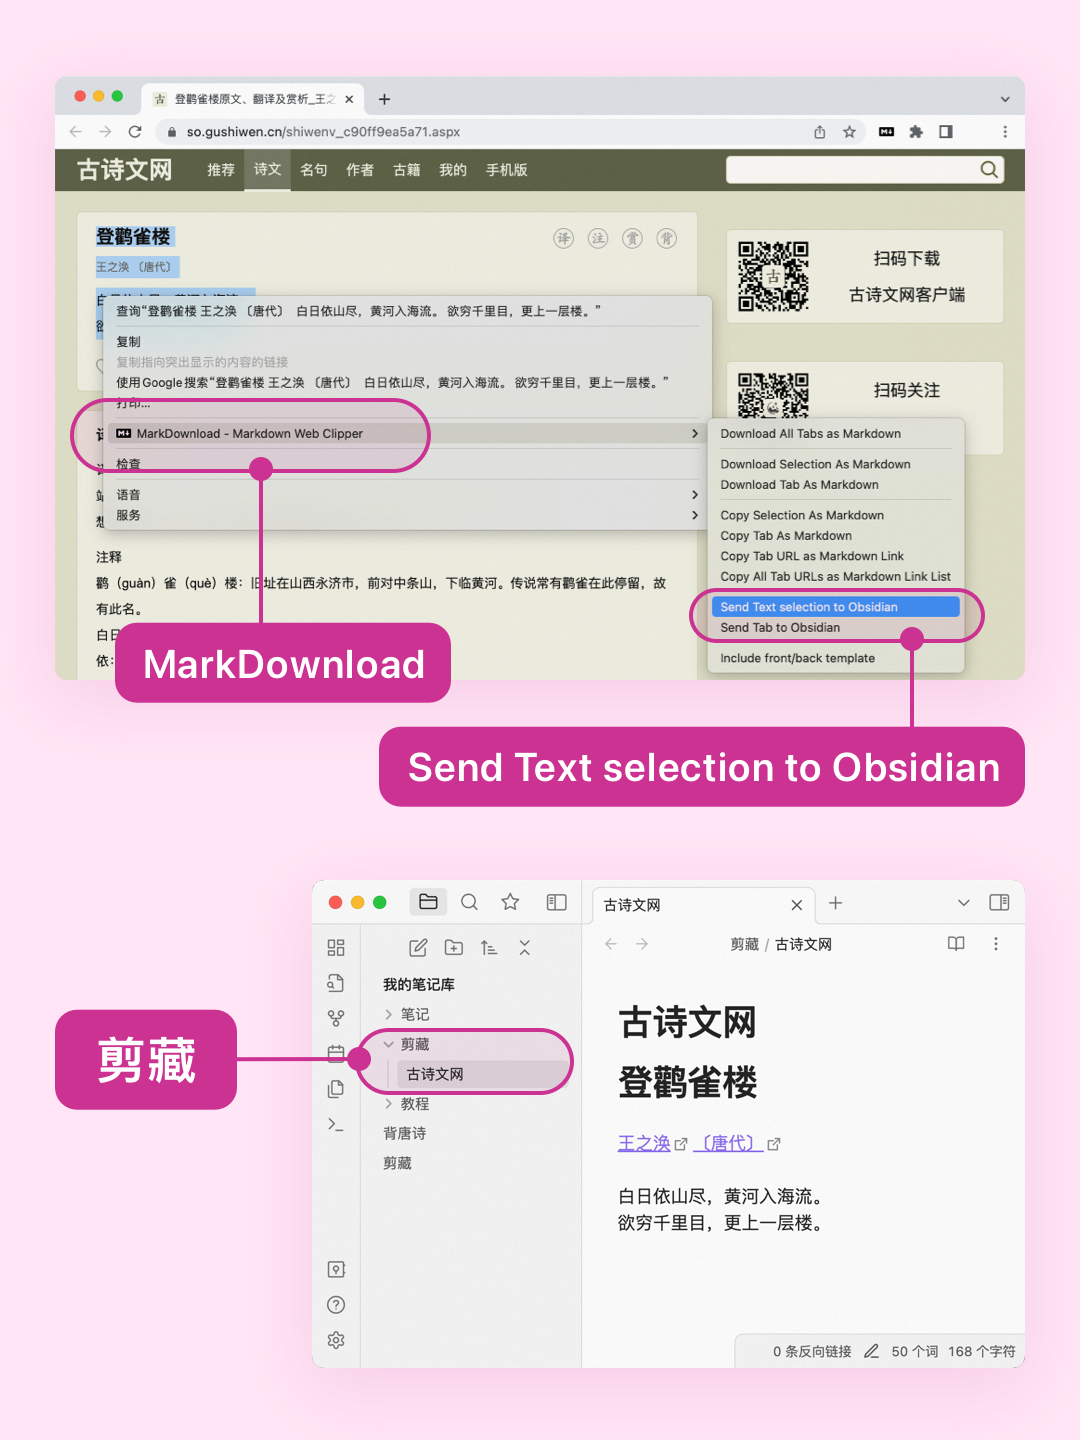 古 登鹳雀楼原文、翻译及赏析_王之
so.gushiwen.cn/shiwenv_c90ff9ea5a71.aspx
古诗文网 推荐 诗文 名句 作者 古籍 我的 手机版
登鹳雀楼
译 注 赏 背
王之涣 〔唐代〕
扫码下载
古诗文网客户端
扫码关注
查询“登鹳雀楼 王之涣 〔唐代〕 白日依山尽，黄河入海流。 欲穷千里目，更上一层楼。”
复制
复制指向突出显示的内容的链接
使用Google搜索“登鹳雀楼 王之涣 〔唐代〕 白日依山尽，黄河入海流。 欲穷千里目，更上一层楼。”
打印...
MarkDownload - Markdown Web Clipper
检查
语音
服务
Download All Tabs as Markdown
Download Selection As Markdown
Download Tab As Markdown
Copy Selection As Markdown
Copy Tab As Markdown
Copy Tab URL as Markdown Link
Copy All Tab URLs as Markdown Link List
Send Text selection to Obsidian
Send Tab to Obsidian
Include front/back template
想
注释
鹳（guàn）雀（què）楼：旧址在山西永济市，前对中条山，下临黄河。传说常有鹳雀在此停留，故
有此名。
白日
依：
MarkDownload
Send Text selection to Obsidian
古诗文网
剪藏 / 古诗文网
我的笔记库
笔记
剪藏
古诗文网
教程
背唐诗
剪藏
剪藏
古诗文网
登鹳雀楼
王之涣 〔唐代〕
白日依山尽，黄河入海流。
欲穷千里目，更上一层楼。
0 条反向链接 50 个词 168 个字符